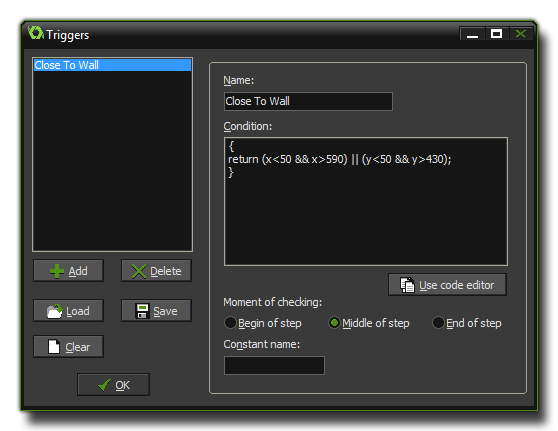 Triggers
Close To Wall
Name:
Close To Wall
Condition:
{
return (x<50 && x>590) || (y<50 && y>430);
}
Add
Delete
Use code editor
Load
Save
Moment of checking:
Begin of step
Middle of step
End of step
Clear
Constant name:
OK